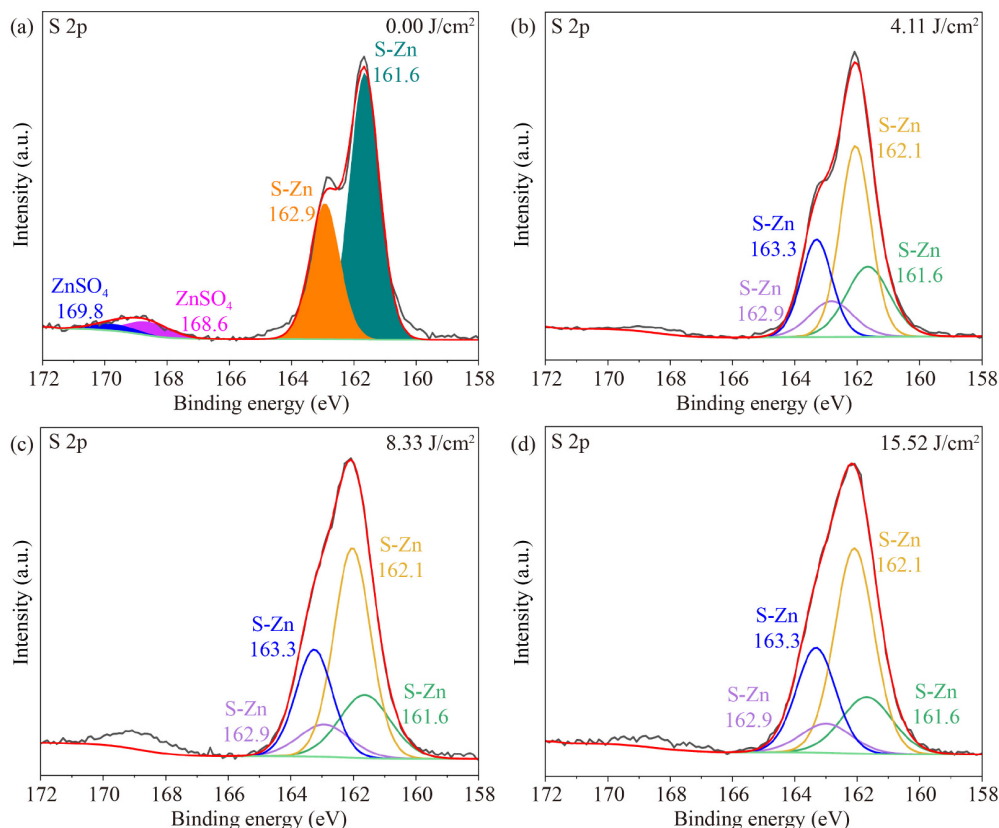 (a) S 2p 0.00 J/cm²
S-Zn
161.6
S-Zn
162.9
ZnSO₄
169.8
ZnSO₄
168.6
Intensity (a.u.)
172 170 168 166 164 162 160 158
Binding energy (eV)
(b) S 2p 4.11 J/cm²
S-Zn
162.1
S-Zn
163.3
S-Zn
161.6
S-Zn
162.9
Intensity (a.u.)
172 170 168 166 164 162 160 158
Binding energy (eV)
(c) S 2p 8.33 J/cm²
S-Zn
162.1
S-Zn
163.3
S-Zn
161.6
S-Zn
162.9
Intensity (a.u.)
172 170 168 166 164 162 160 158
Binding energy (eV)
(d) S 2p 15.52 J/cm²
S-Zn
162.1
S-Zn
163.3
S-Zn
162.9
S-Zn
161.6
Intensity (a.u.)
172 170 168 166 164 162 160 158
Binding energy (eV)